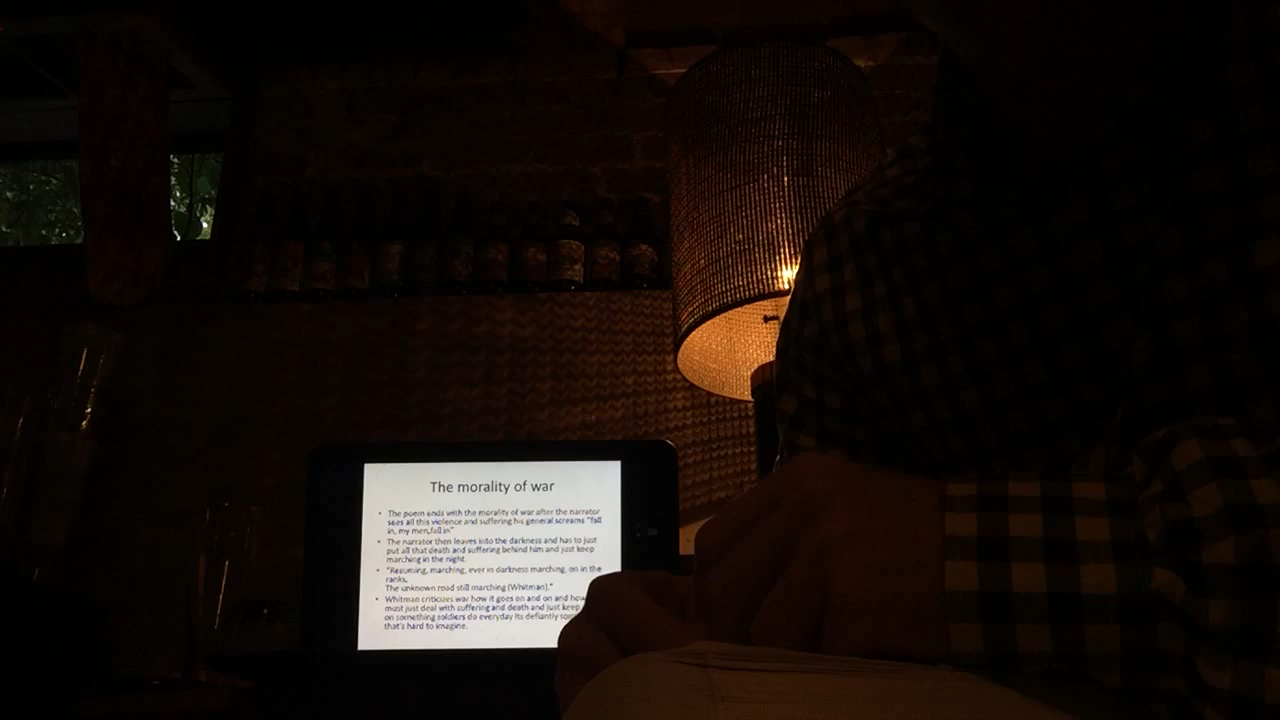 The morality of war
• The poem ends with the morality of war after the narrator
sees all this violence and suffering his general screams "fall
in, my men,fall in"
• The narrator then leaves into the darkness and has to just
put all that death and suffering behind him and just keep
marching in the night.
• "Resuming, marching, ever in darkness marching, on in the
ranks,
The unknown road still marching (Whitman)."
• Whitman criticizes war how it goes on and on and how
must just deal with suffering and death and just keep
on something soldiers do everyday its defiantly
that's hard to imagine.